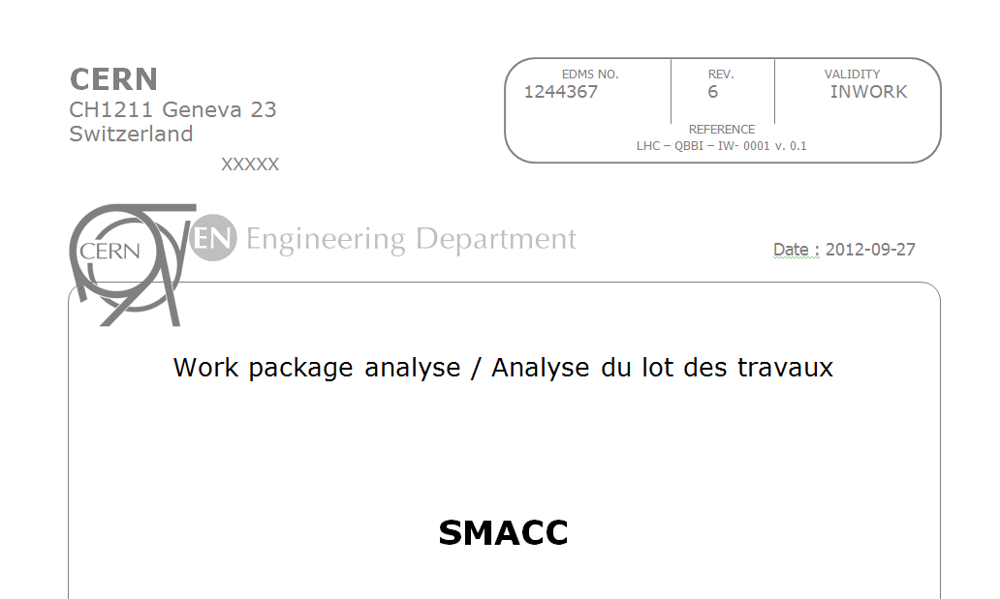 CERN
CH1211 Geneva 23
Switzerland
XXXXX
EDMS NO.
1244367
REV.
6
VALIDITY
INWORK
REFERENCE
LHC – QBBI – IW- 0001 v. 0.1
CERN
EN Engineering Department
Date : 2012-09-27
Work package analyse / Analyse du lot des travaux
SMACC